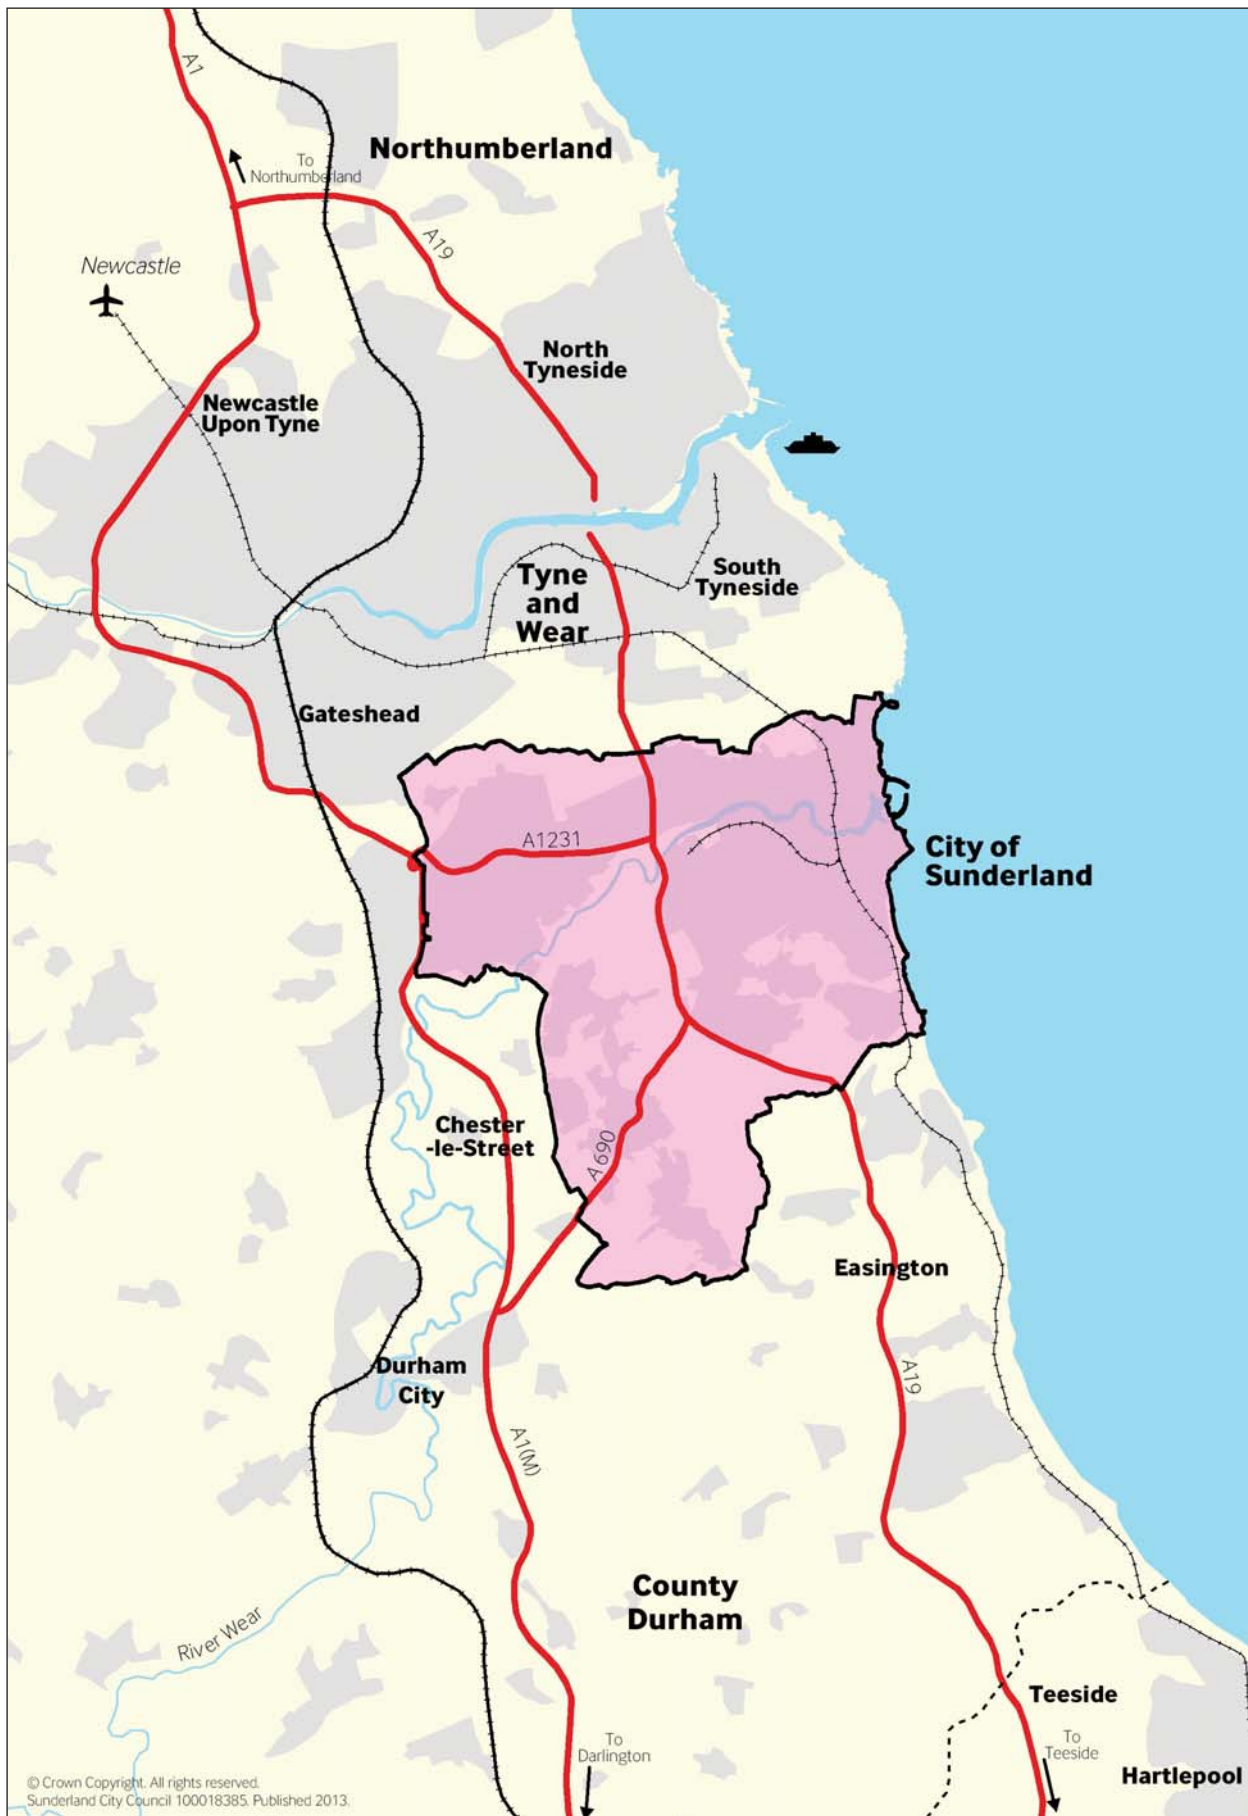 A1
Northumberland
To
Northumberland
A19
Newcastle
North
Tyneside
Newcastle
Upon Tyne
South
Tyneside
Tyne
and
Wear
Gateshead
A1231
City of
Sunderland
Chester
-le-Street
A690
Easington
Durham
City
A19
A1(M)
County
Durham
River Wear
Teeside
To
Darlington
To
Teeside
Hartlepool
© Crown Copyright. All rights reserved.
Sunderland City Council 100018385. Published 2013.